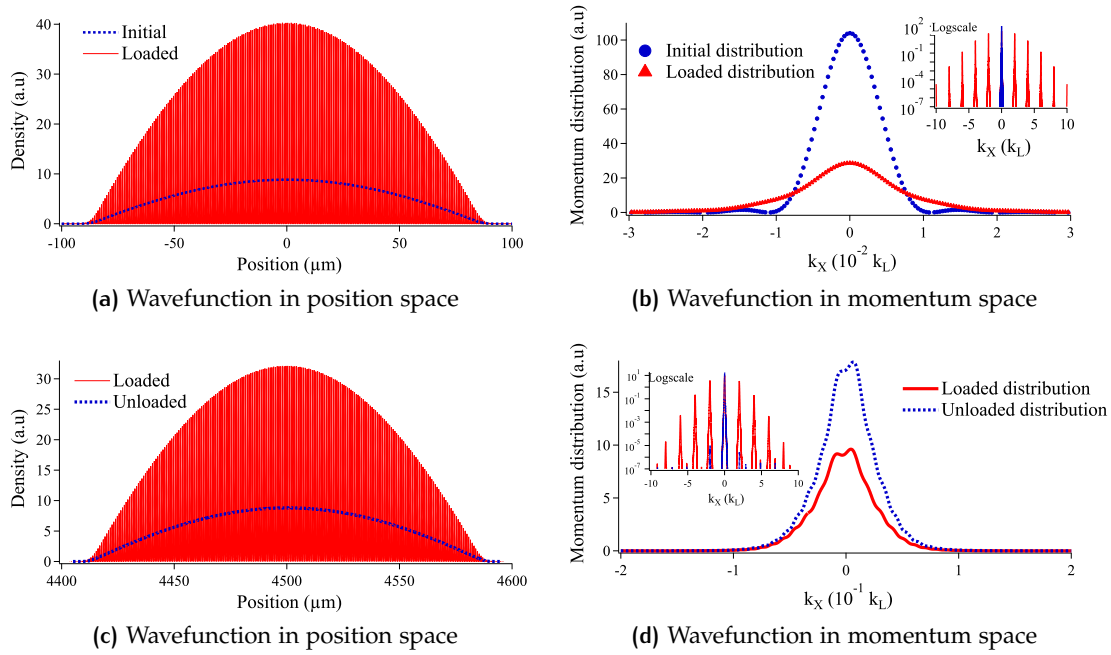 Density (a.u)
40
30
20
10
0
Initial
Loaded
-100
-50
0
50
100
Position (µm)
(a) Wavefunction in position space
Momentum distribution (a.u)
100
80
60
40
20
0
Initial distribution
Loaded distribution
Logscale
10^2
10^-1
10^-4
10^-7
-10
-5
0
5
10
k_X (k_L)
-3
-2
-1
0
1
2
3
k_X (10^-2 k_L)
(b) Wavefunction in momentum space
Density (a.u)
30
25
20
15
10
5
0
Loaded
Unloaded
4400
4450
4500
4550
4600
Position (µm)
(c) Wavefunction in position space
Momentum distribution (a.u)
15
10
5
0
Logscale
10^1
10^-1
10^-3
10^-5
10^-7
-10
-5
0
5
10
k_X (k_L)
Loaded distribution
Unloaded distribution
-2
-1
0
1
2
k_X (10^-1 k_L)
(d) Wavefunction in momentum space